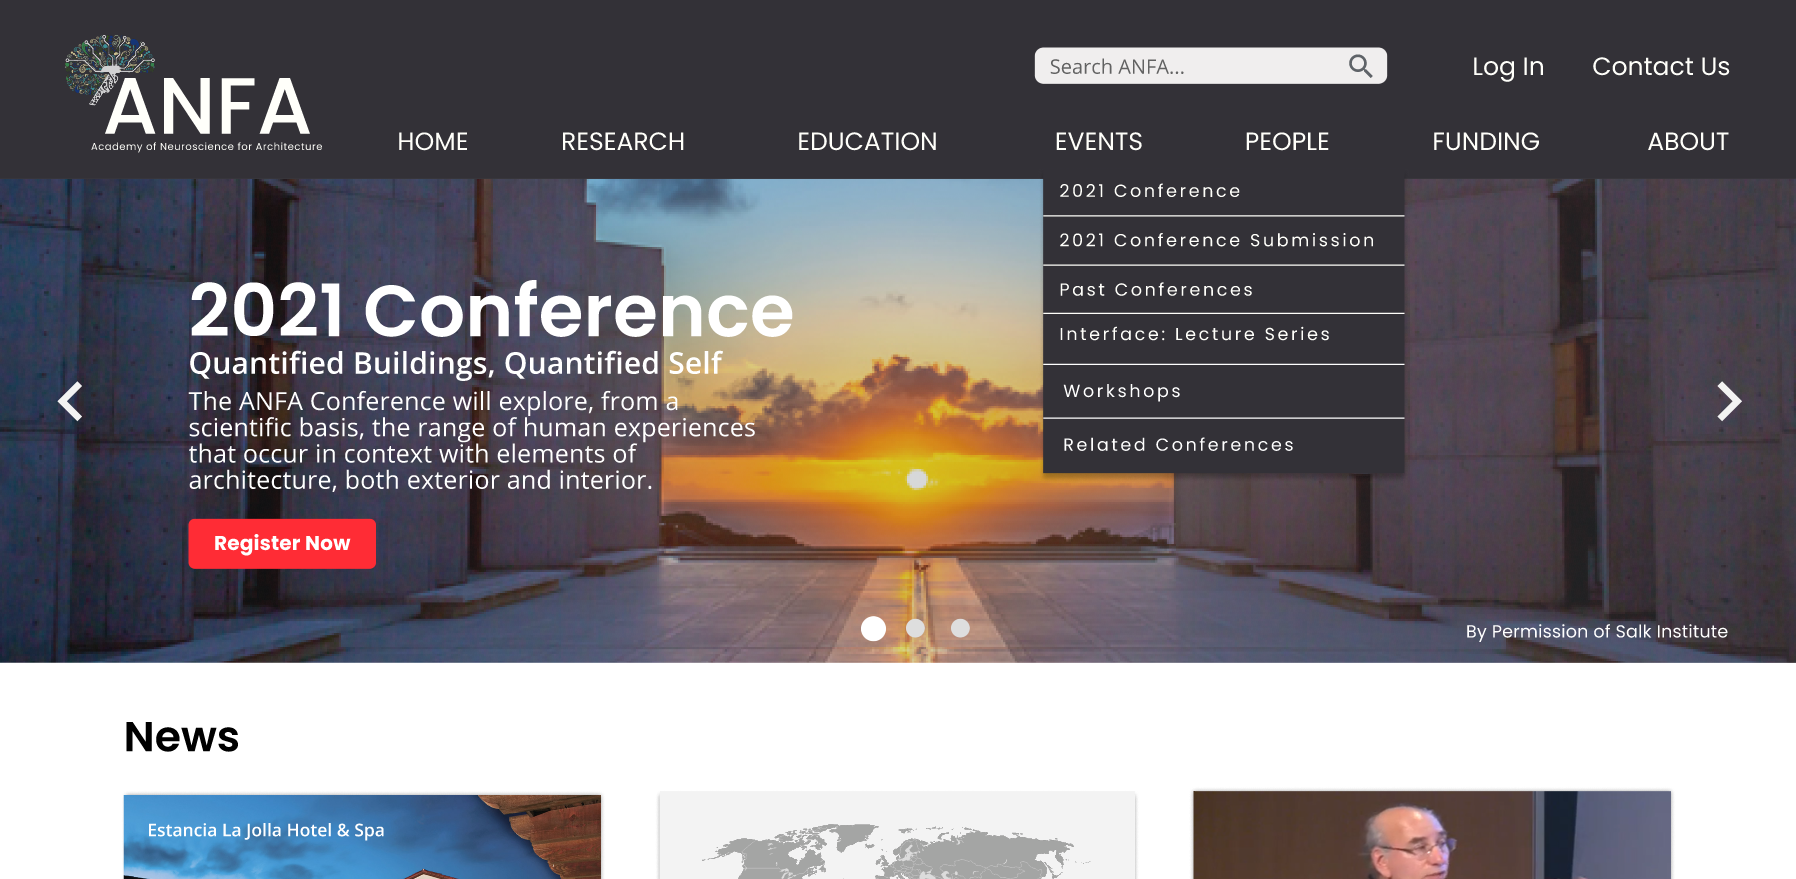 ANFA
Academy of Neuroscience for Architecture
Search ANFA...
Log In
Contact Us
HOME
RESEARCH
EDUCATION
EVENTS
PEOPLE
FUNDING
ABOUT
2021 Conference
2021 Conference Submission
Past Conferences
Interface: Lecture Series
Workshops
Related Conferences
2021 Conference
Quantified Buildings, Quantified Self
The ANFA Conference will explore, from a
scientific basis, the range of human experiences
that occur in context with elements of
architecture, both exterior and interior.
Register Now
By Permission of Salk Institute
News
Estancia La Jolla Hotel & Spa